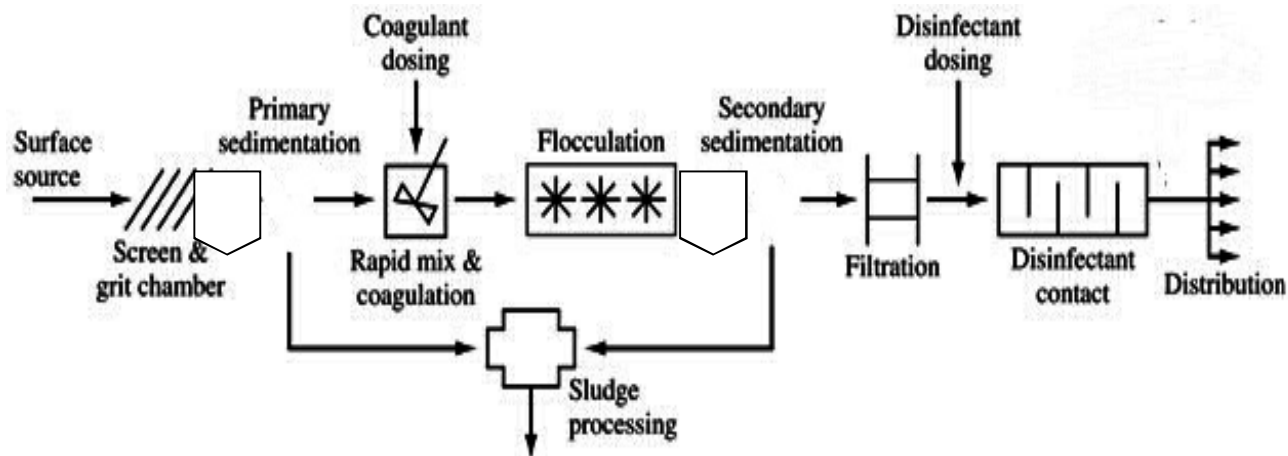 Coagulant
dosing
Disinfectant
dosing
Primary
sedimentation
Secondary
sedimentation
Flocculation
Surface
source
Screen &
grit chamber
Rapid mix &
coagulation
Filtration
Disinfectant
contact
Distribution
Sludge
processing